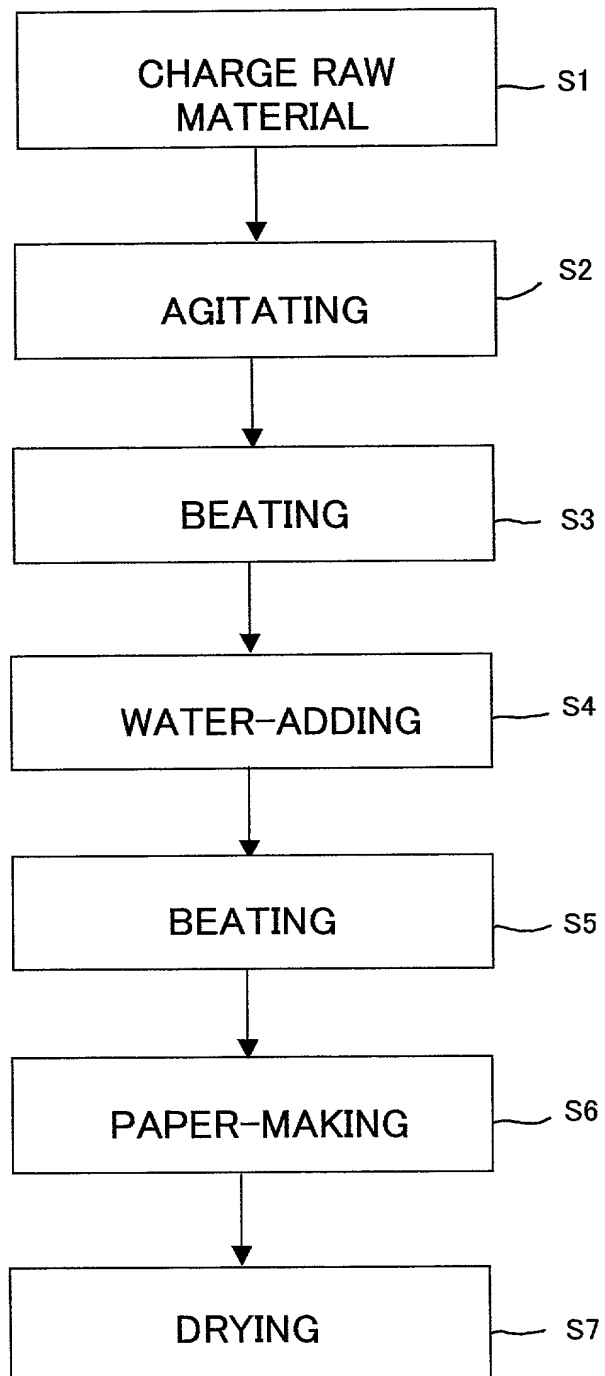 CHARGE RAW
MATERIAL
S1
AGITATING
S2
BEATING
S3
WATER-ADDING
S4
BEATING
S5
PAPER-MAKING
S6
DRYING
S7